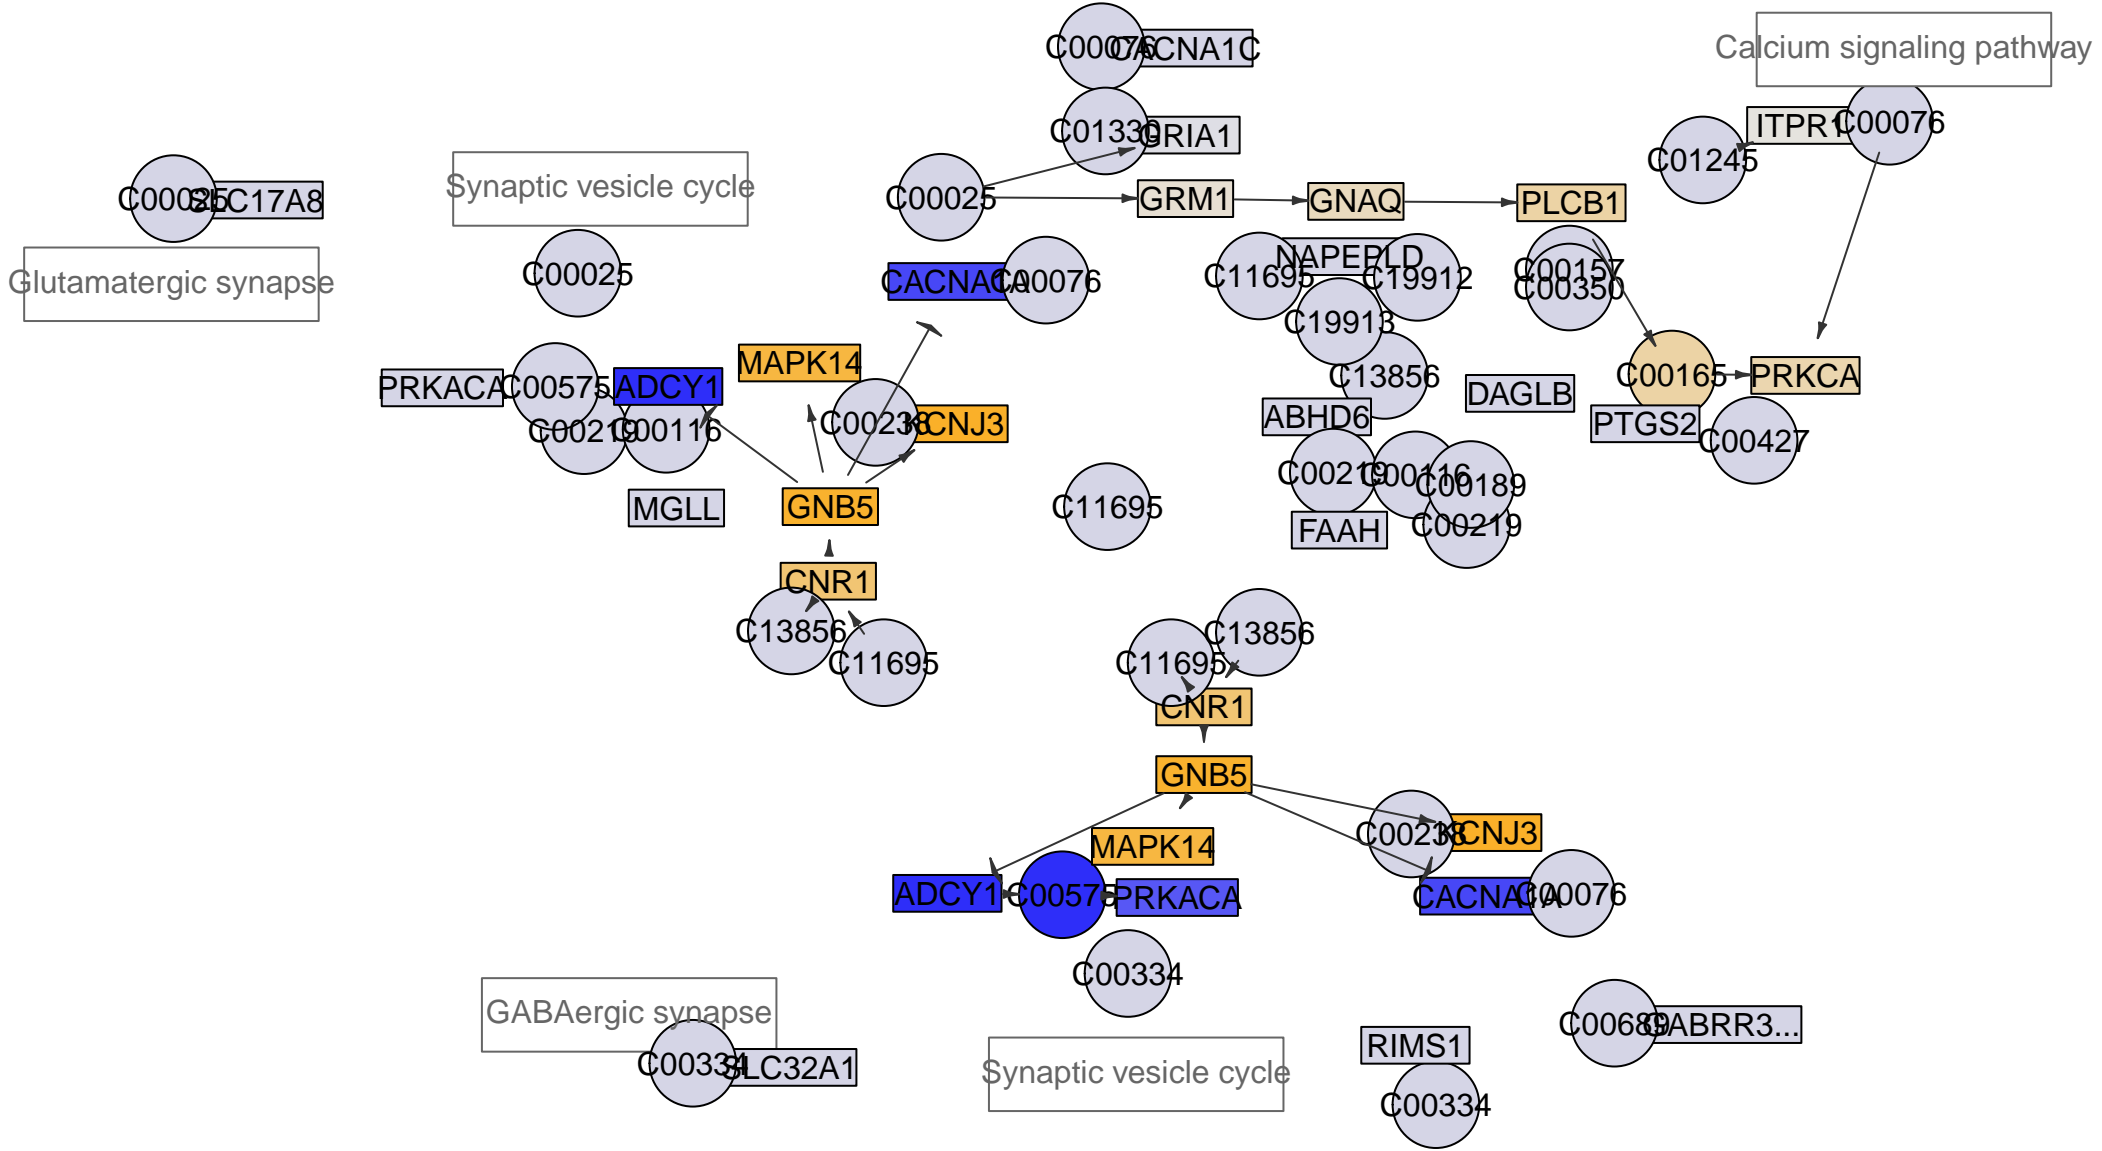 C00076
CACNA1C
Calcium signaling pathway
C01330
GRIA1
ITPR1
C00076
C01245
C00025
SLC17A8
Synaptic vesicle cycle
C00025
GRM1
GNAQ
PLCB1
Glutamatergic synapse
C00025
CACNA1A
C00076
C11695
NAPEPLD
C19912
C00157
C00350
C19913
MAPK14
PRKACA
C00575
ADCY1
C13856
DAGLB
C00165
PRKCA
C00219
C00116
C00238
KCNJ3
ABHD6
PTGS2
C00427
C00219
C00116
C00189
MGLL
GNB5
C11695
FAAH
C00219
CNR1
C13856
C11695
C11695
C13856
CNR1
GNB5
MAPK14
C00238
KCNJ3
ADCY1
C00575
PRKACA
CACNA1A
C00076
C00334
GABAergic synapse
C00689
GABRR3...
C00334
SLC32A1
Synaptic vesicle cycle
RIMS1
C00334